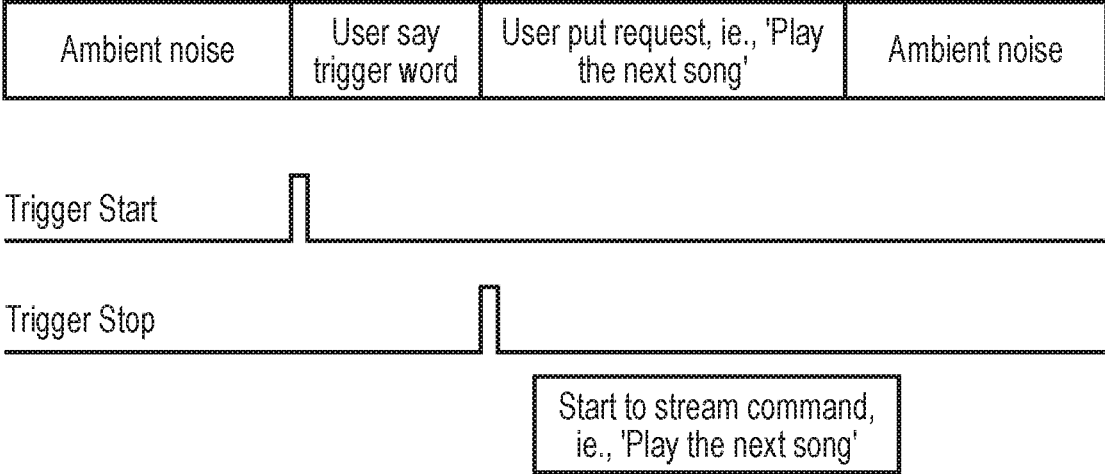 Ambient noise
User say
trigger word
User put request, ie., 'Play
the next song'
Ambient noise
Trigger Start
Trigger Stop
Start to stream command,
ie., 'Play the next song'